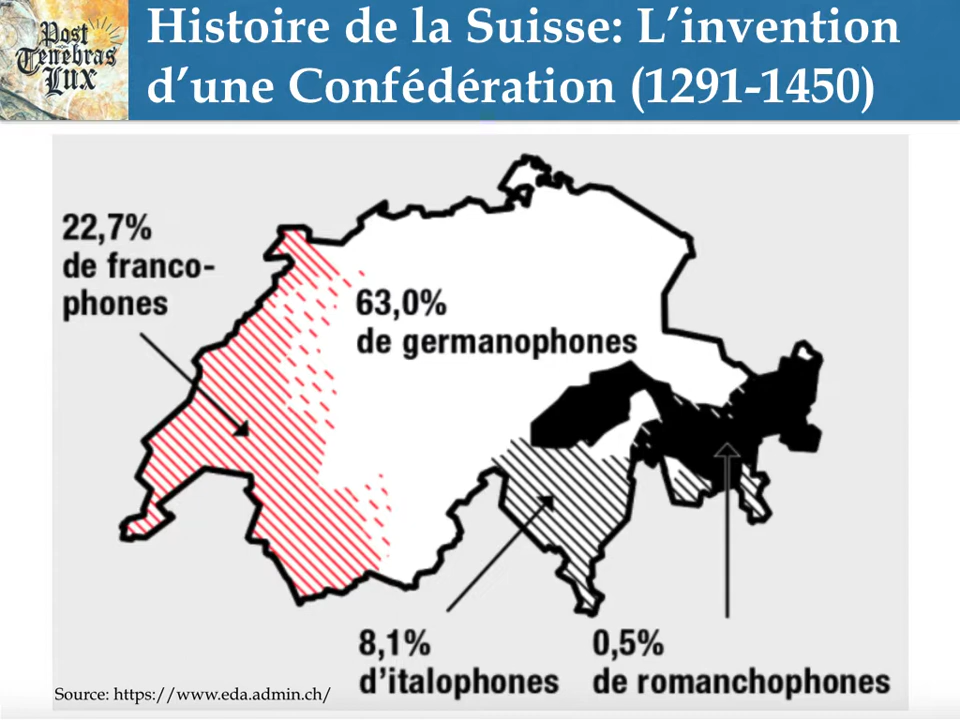 Post
Tenebras
Lux
Histoire de la Suisse: L’invention
d’une Confédération (1291-1450)
22,7%
de franco-
phones
63,0%
de germanophones
8,1%
d’italophones
0,5%
de romanchophones
Source: https://www.eda.admin.ch/